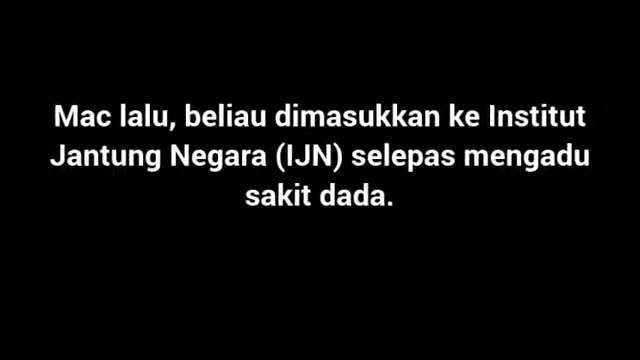 Mac lalu, beliau dimasukkan ke Institut
Jantung Negara (IJN) selepas mengadu
sakit dada.